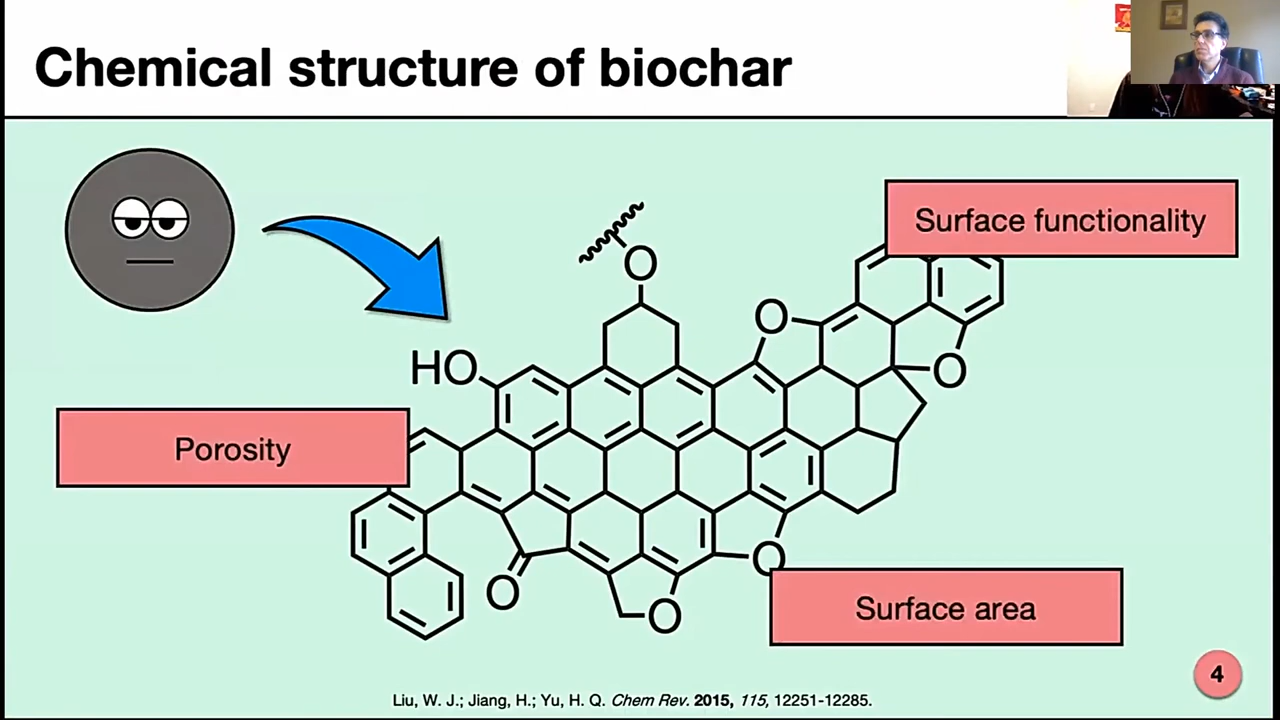 Chemical structure of biochar
Surface functionality
O
O
HO
O
Porosity
O
O
O
Surface area
4
Liu, W. J.; Jiang, H.; Yu, H. Q. Chem Rev. 2015, 115, 12251-12285.